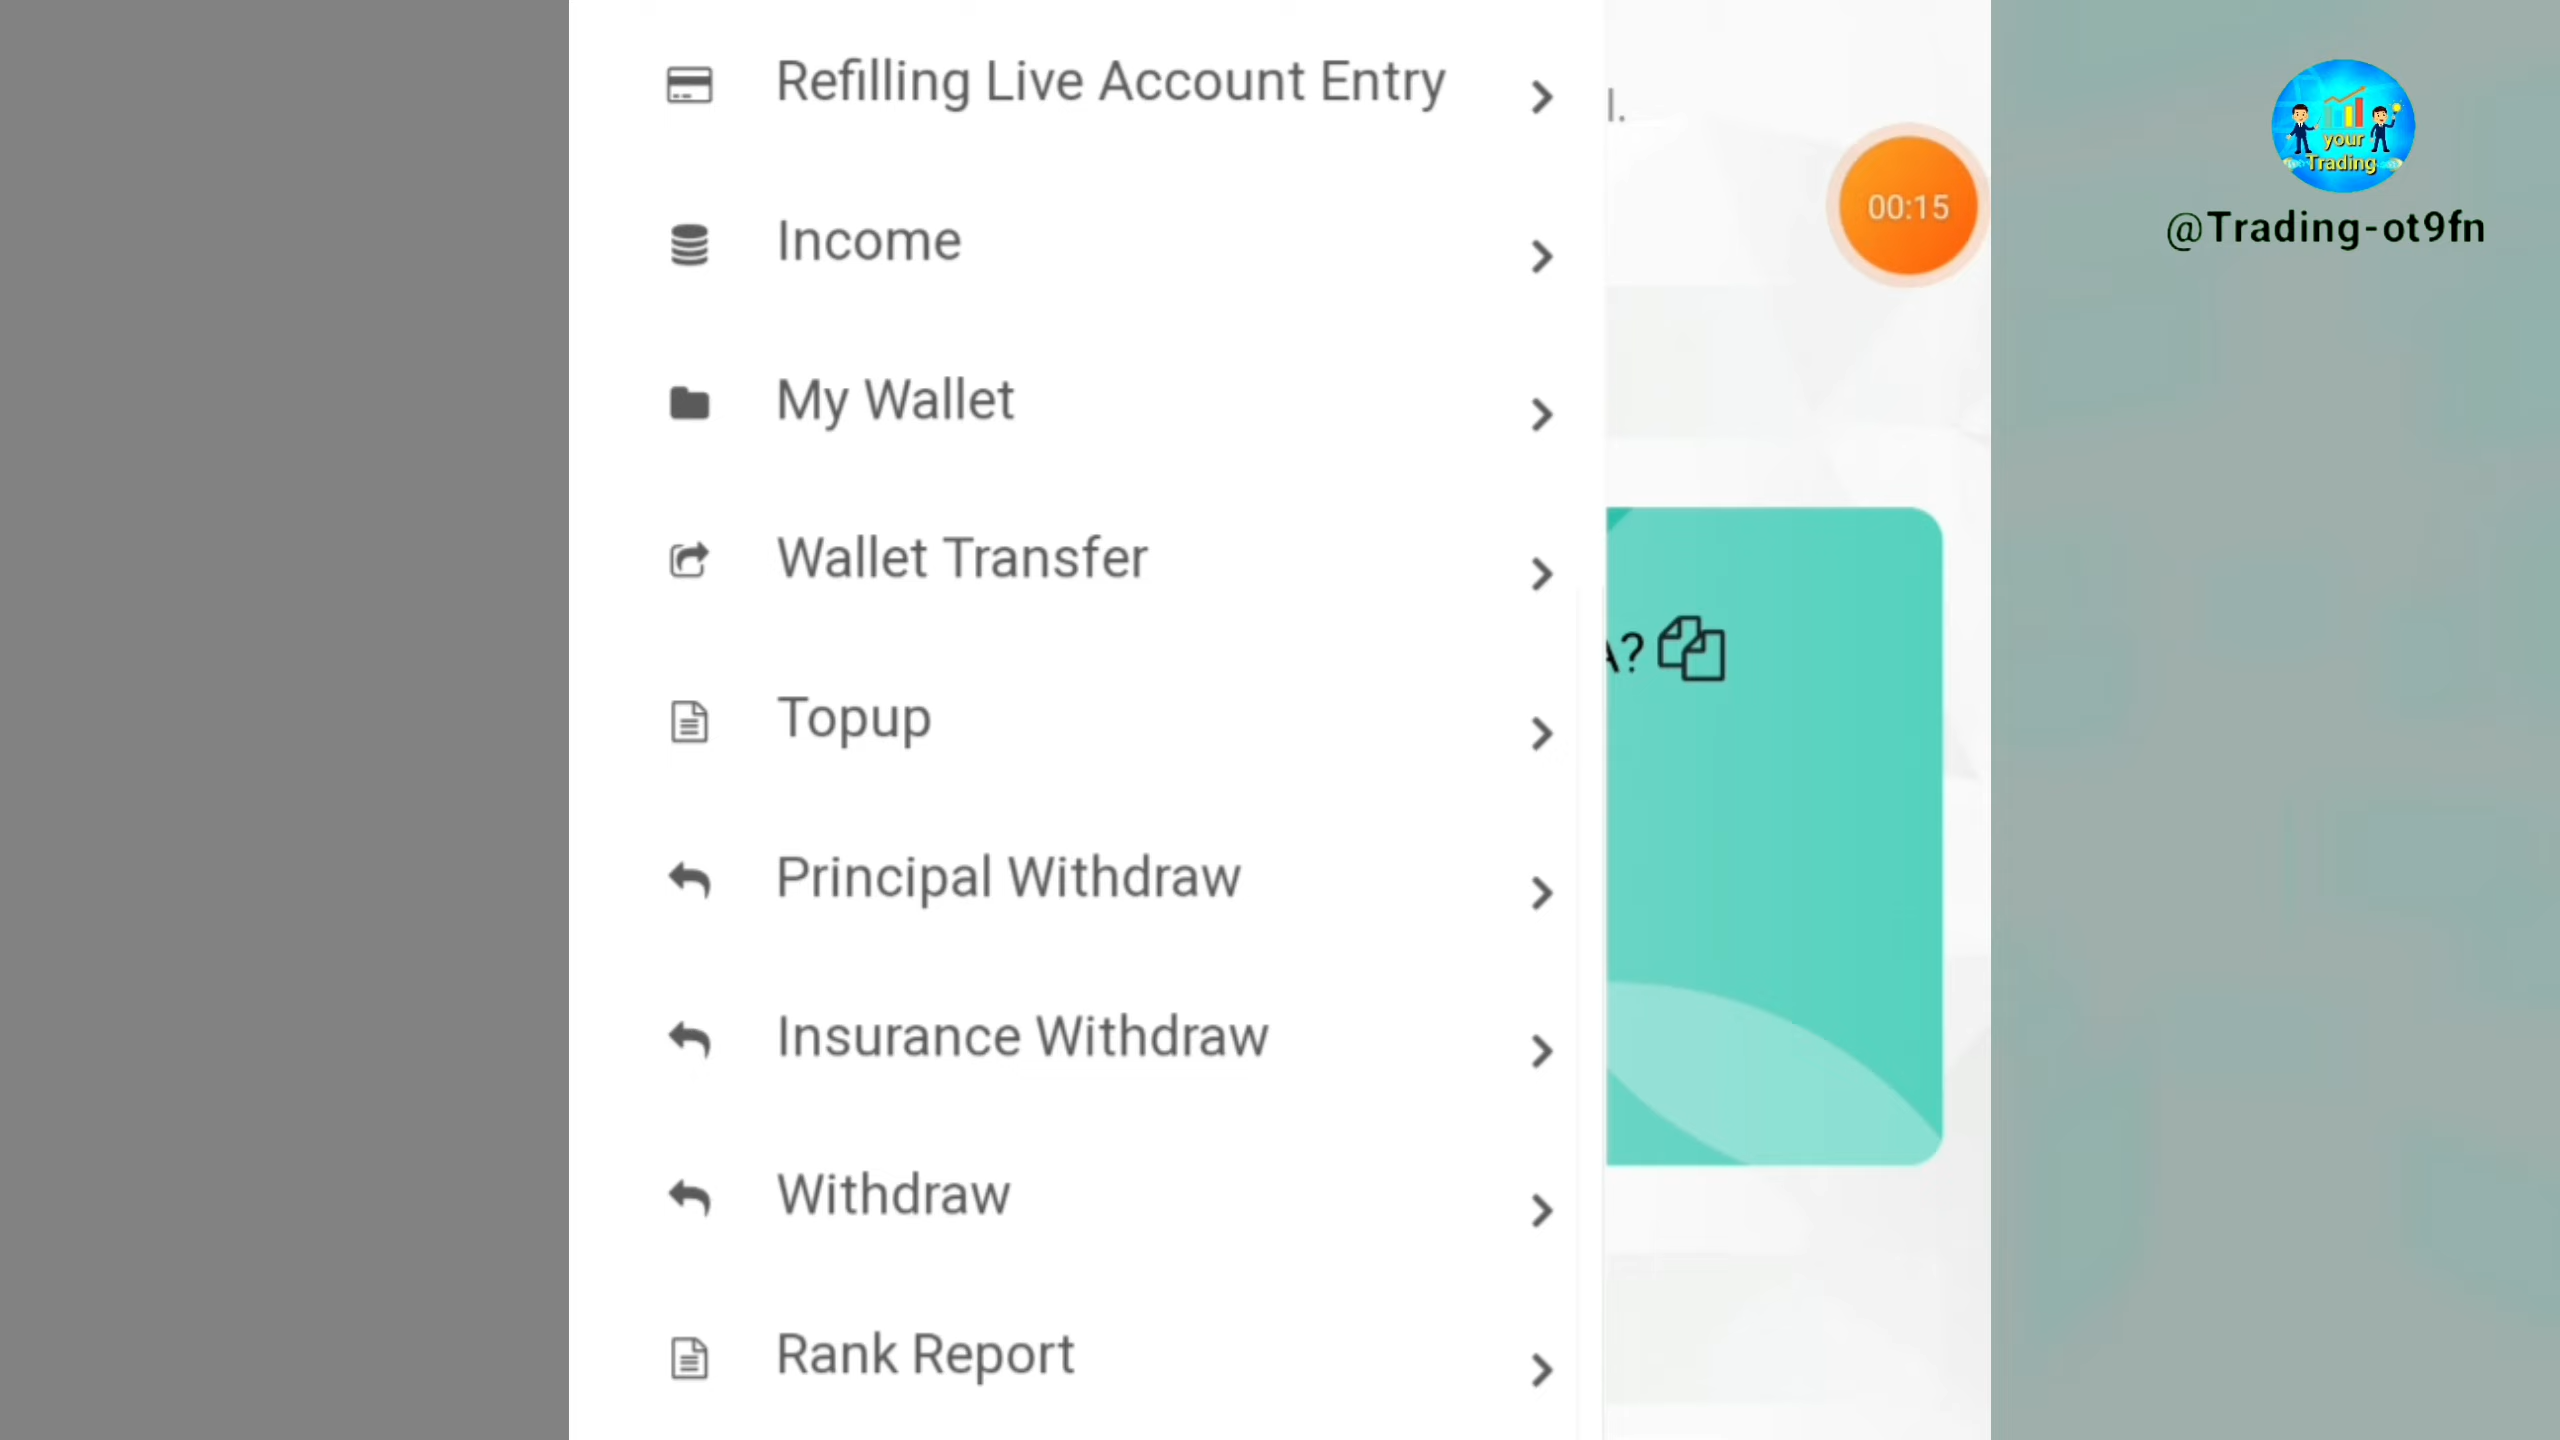 Refilling Live Account Entry
l.
00:15
your
Trading
@Trading-ot9fn
Income
My Wallet
Wallet Transfer
A?
Topup
Principal Withdraw
Insurance Withdraw
Withdraw
Rank Report